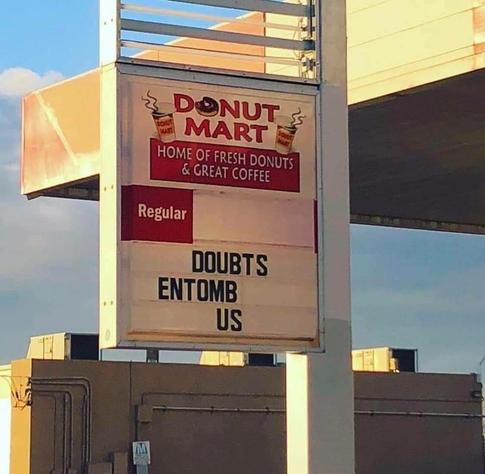 DONUT
MART
HOME OF FRESH DONUTS
& GREAT COFFEE
Regular
DOUBTS
ENTOMB
US